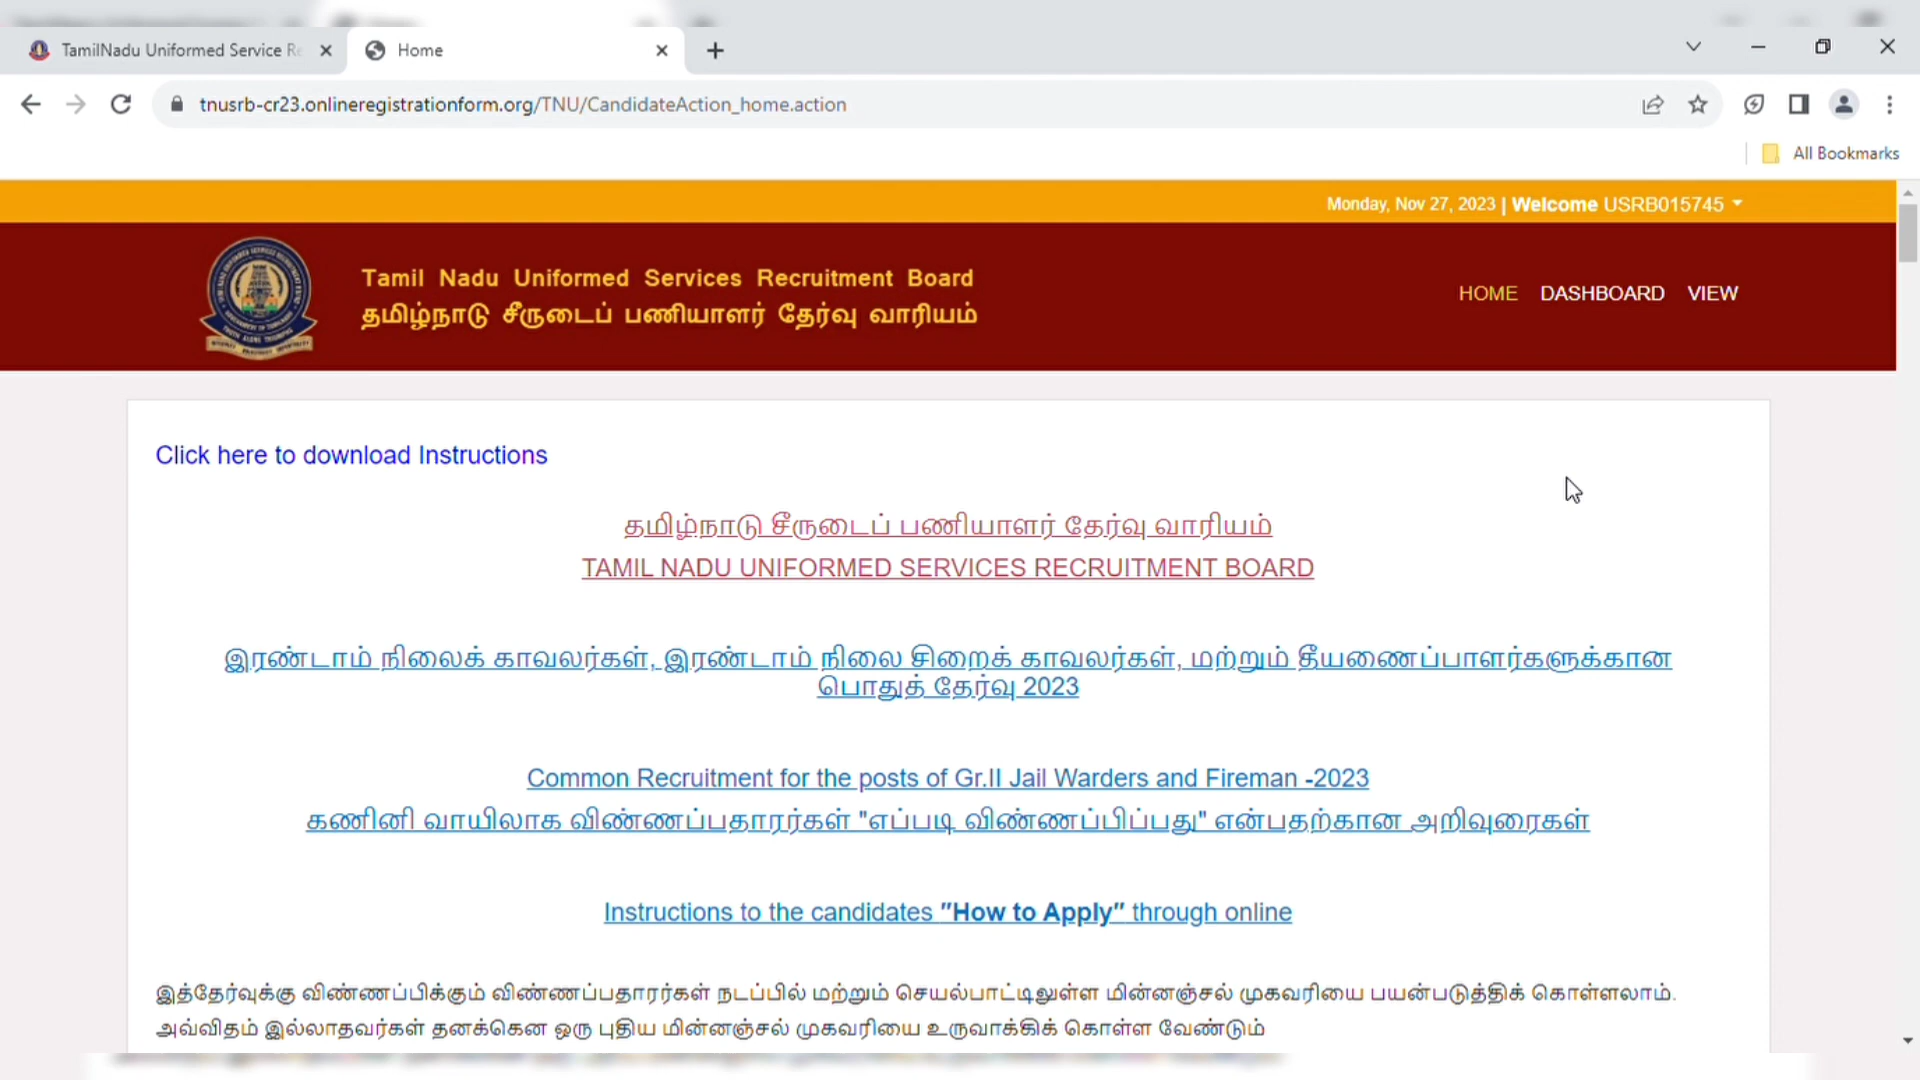 TamilNadu Uniformed Service Re
Home
tnusrb-cr23.onlineregistrationform.org/TNU/CandidateAction_home.action
All Bookmarks
Monday, Nov 27, 2023 | Welcome USRB015745
Tamil Nadu Uniformed Services Recruitment Board
தமிழ்நாடு சீருடைப் பணியாளர் தேர்வு வாரியம்
HOME DASHBOARD VIEW
Click here to download Instructions
தமிழ்நாடு சீருடைப் பணியாளர் தேர்வு வாரியம்
TAMIL NADU UNIFORMED SERVICES RECRUITMENT BOARD
இரண்டாம் நிலைக் காவலர்கள், இரண்டாம் நிலை சிறைக் காவலர்கள், மற்றும் தீயணைப்பாளர்களுக்கான
பொதுத் தேர்வு 2023
Common Recruitment for the posts of Gr.II Jail Warders and Fireman -2023
கணினி வாயிலாக விண்ணப்பதாரர்கள் "எப்படி விண்ணப்பிப்பது" என்பதற்கான அறிவுரைகள்
Instructions to the candidates "How to Apply" through online
இத்தேர்வுக்கு விண்ணப்பிக்கும் விண்ணப்பதாரர்கள் நடப்பில் மற்றும் செயல்பாட்டிலுள்ள மின்னஞ்சல் முகவரியை பயன்படுத்திக் கொள்ளலாம்.
அவ்விதம் இல்லாதவர்கள் தனக்கென ஒரு புதிய மின்னஞ்சல் முகவரியை உருவாக்கிக் கொள்ள வேண்டும்